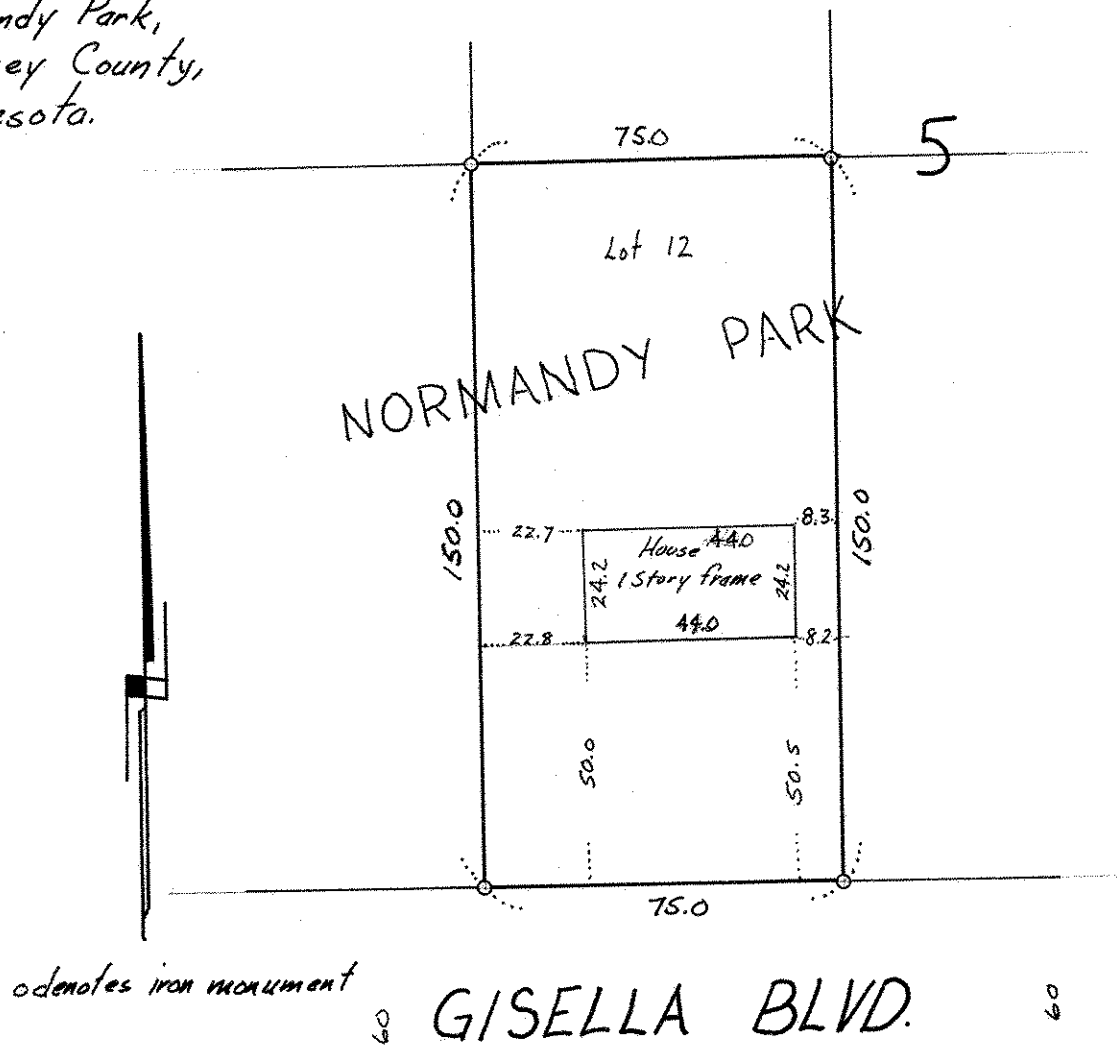 ndy Park,
ey County,
esota.
75.0
5
Lot 12
NORMANDY PARK
150.0
150.0
22.7
8.3
House 44.0
1 Story frame
24.2
24.2
44.0
22.8
8.2
50.0
50.5
75.0
o denotes iron monument
60 GISELLA BLVD. 60